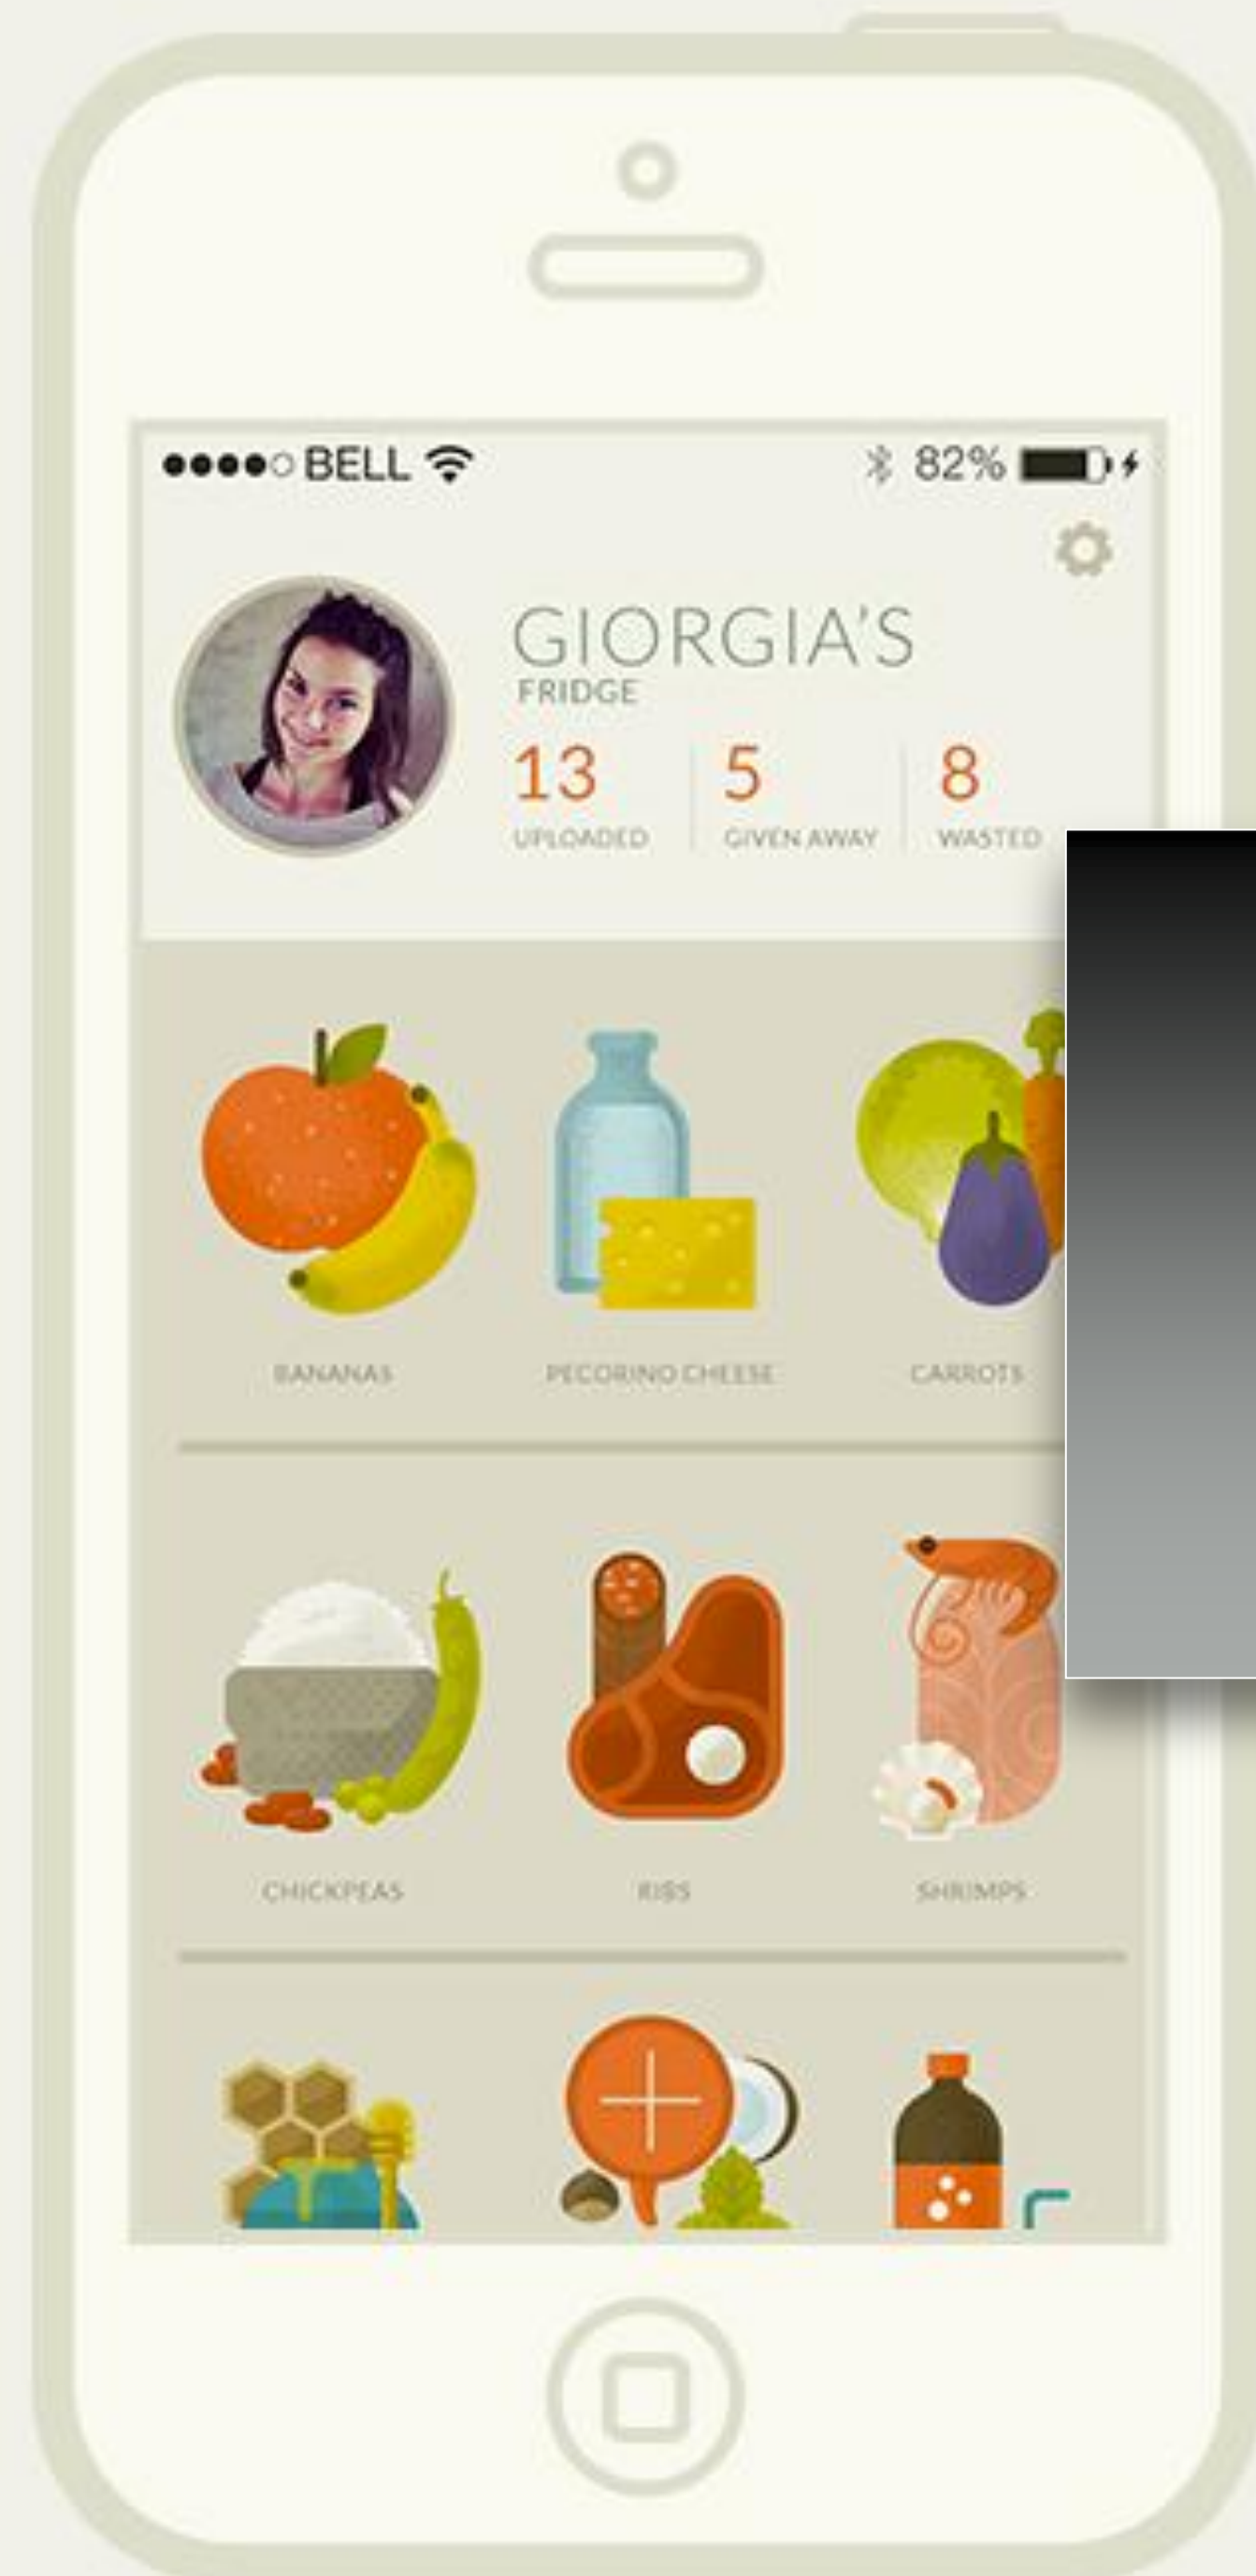 BELL 82%
GIORGIA'S
FRIDGE
13 5 8
UPLOADED GIVEN AWAY WASTED
BANANAS PECORINO CHEESE CARROTS
CHICKPEAS RIBS SHRIMPS